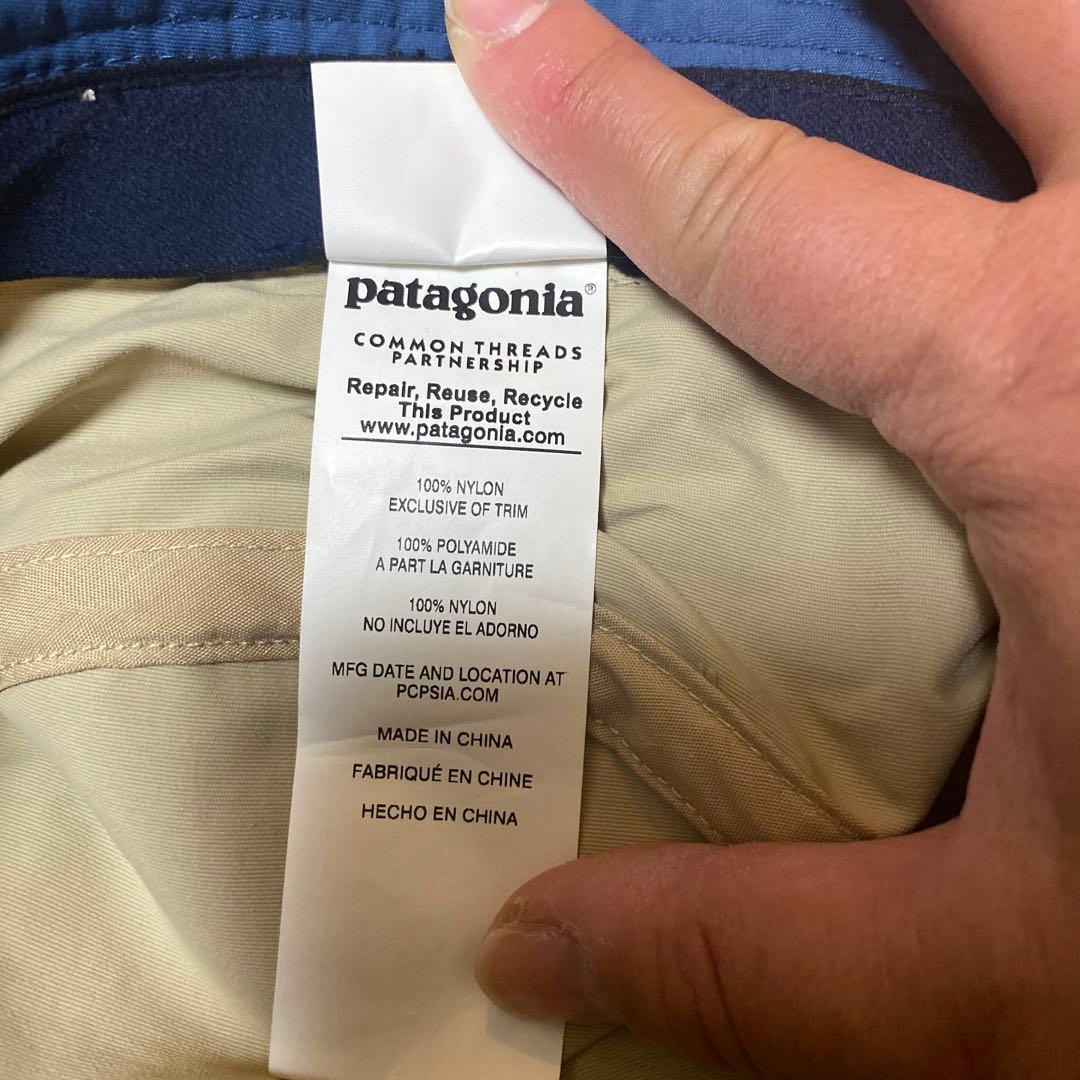 patagonia®
COMMON THREADS
PARTNERSHIP
Repair, Reuse, Recycle
This Product
www.patagonia.com
100% NYLON
EXCLUSIVE OF TRIM
100% POLYAMIDE
A PART LA GARNITURE
100% NYLON
NO INCLUYE EL ADORNO
MFG DATE AND LOCATION AT
PCPSIA.COM
MADE IN CHINA
FABRIQUÉ EN CHINE
HECHO EN CHINA